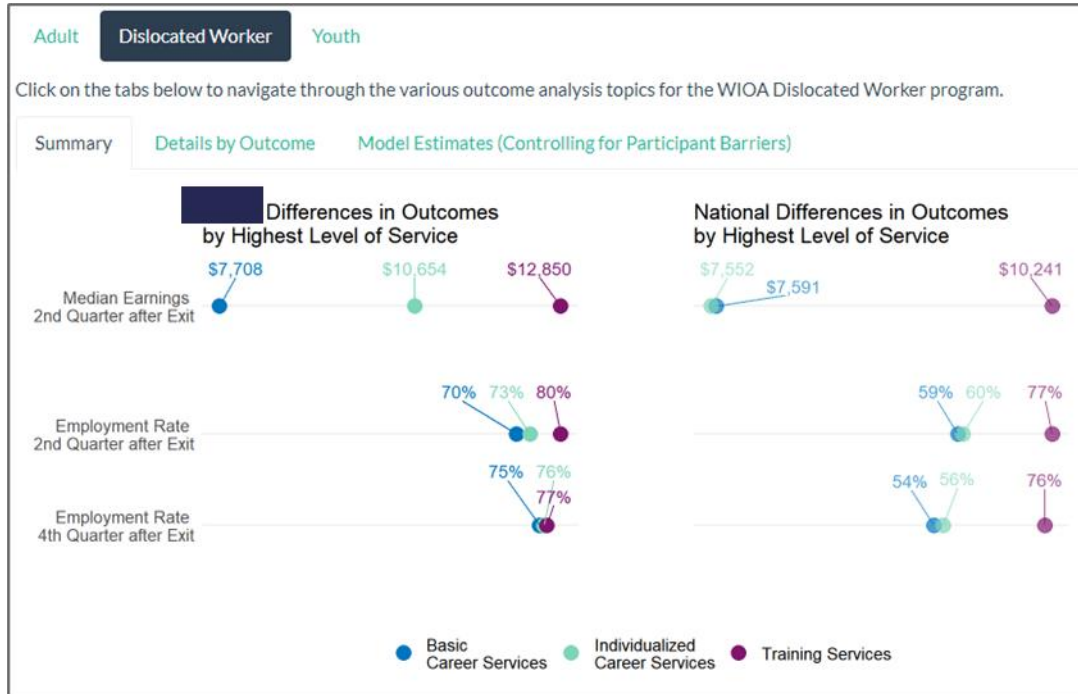 Adult Dislocated Worker Youth
Click on the tabs below to navigate through the various outcome analysis topics for the WIOA Dislocated Worker program.
Summary Details by Outcome Model Estimates (Controlling for Participant Barriers)
Differences in Outcomes
by Highest Level of Service
$7,708 $10,654 $12,850
Median Earnings
2nd Quarter after Exit
70% 73% 80%
Employment Rate
2nd Quarter after Exit
75% 76%
77%
Employment Rate
4th Quarter after Exit
National Differences in Outcomes
by Highest Level of Service
$7,552 $10,241
$7,591
59% 60% 77%
54% 56% 76%
Basic
Career Services
Individualized
Career Services
Training Services